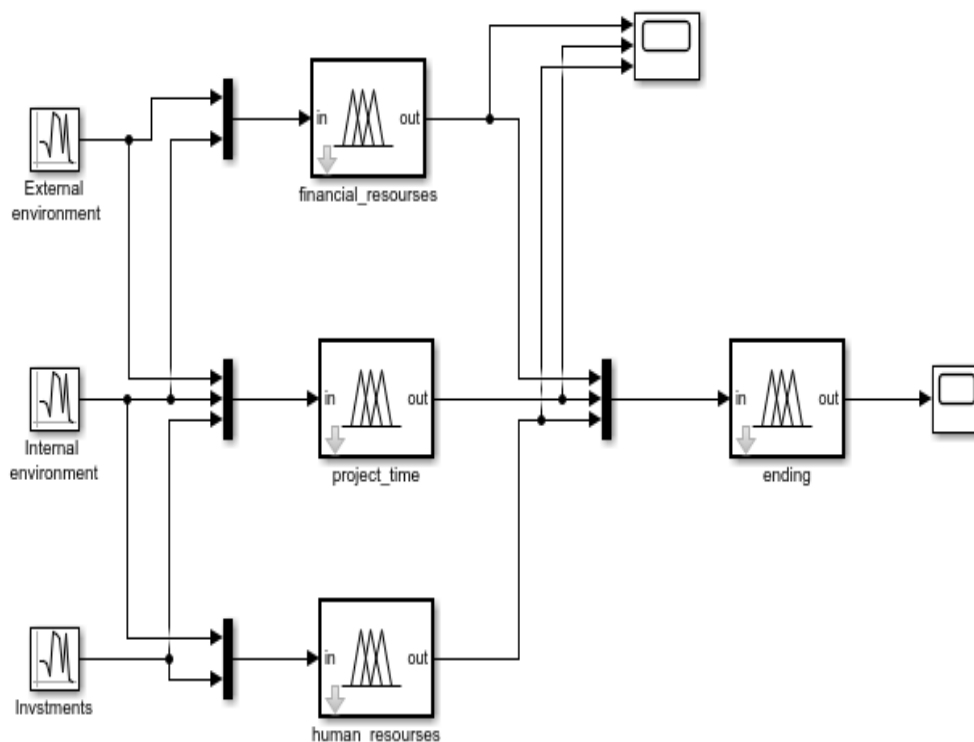 External
environment
in
out
financial_resourses
Internal
environment
in
out
project_time
in
out
ending
Invstments
in
out
human_resourses